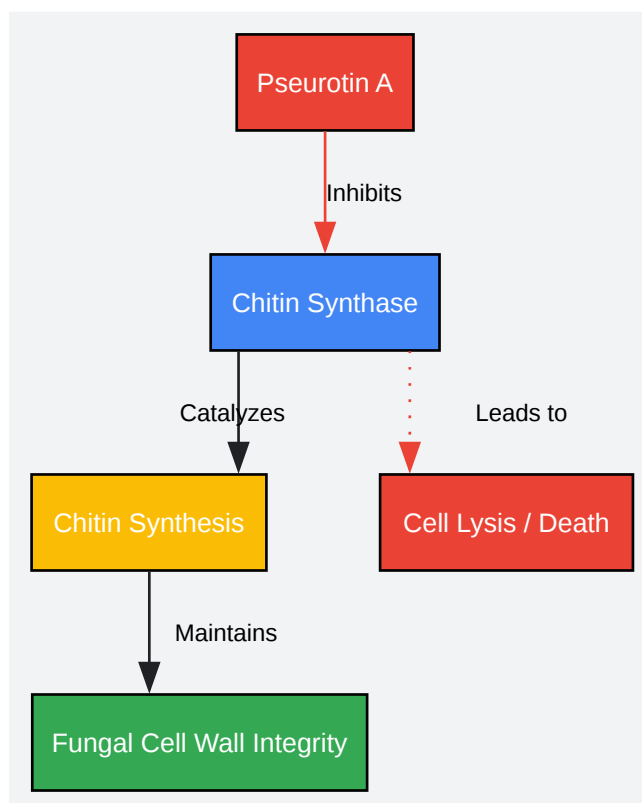 Pseurotin A
Inhibits
Chitin Synthase
Catalyzes
Leads to
Chitin Synthesis
Cell Lysis / Death
Maintains
Fungal Cell Wall Integrity